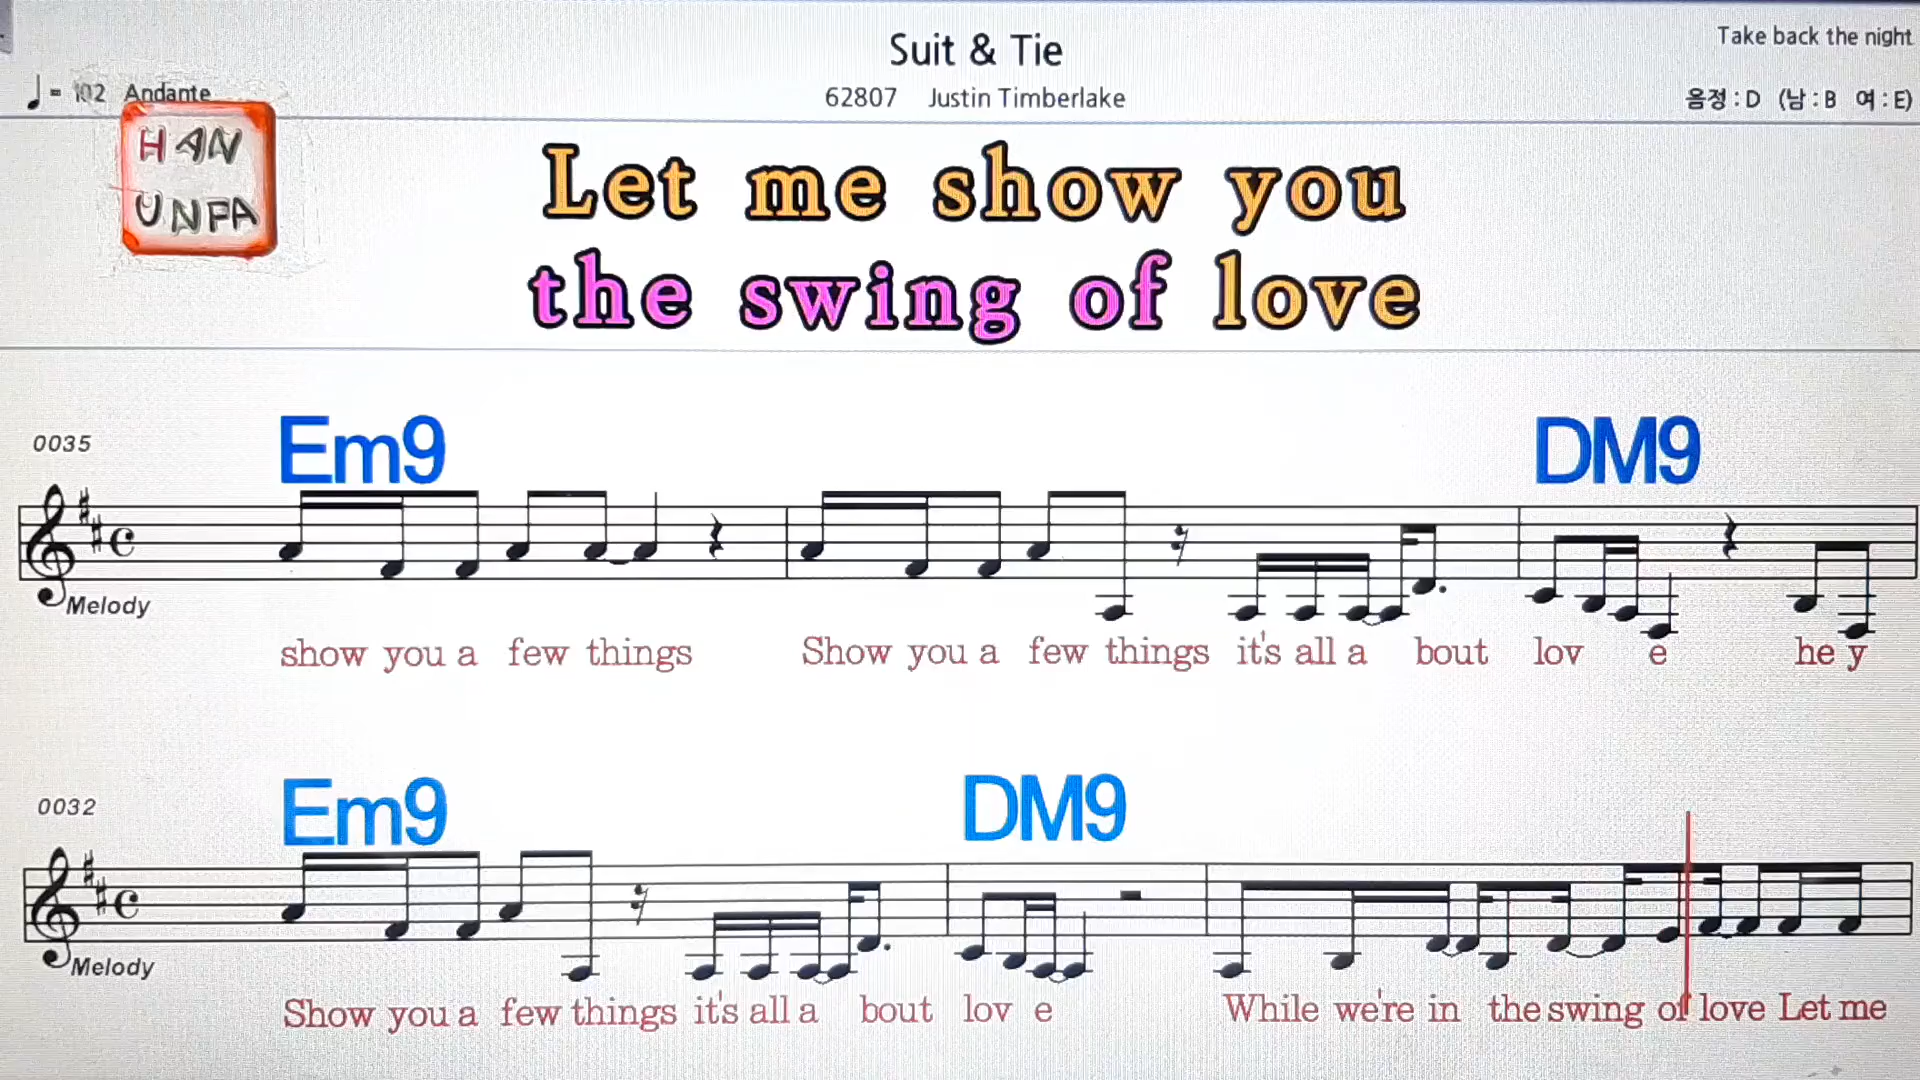 Suit & Tie
Take back the night
♩= 102 Andante
62807 Justin Timberlake
음정 : D (남 : B 여 : E)
HAN
UNPA
Let me show you
the swing of love
0035
Em9 DM9
Melody
show you a few things Show you a few things it's all a bout lov e he y
0032
Em9 DM9
Melody
Show you a few things it's all a bout lov e While we're in the swing of love Let me